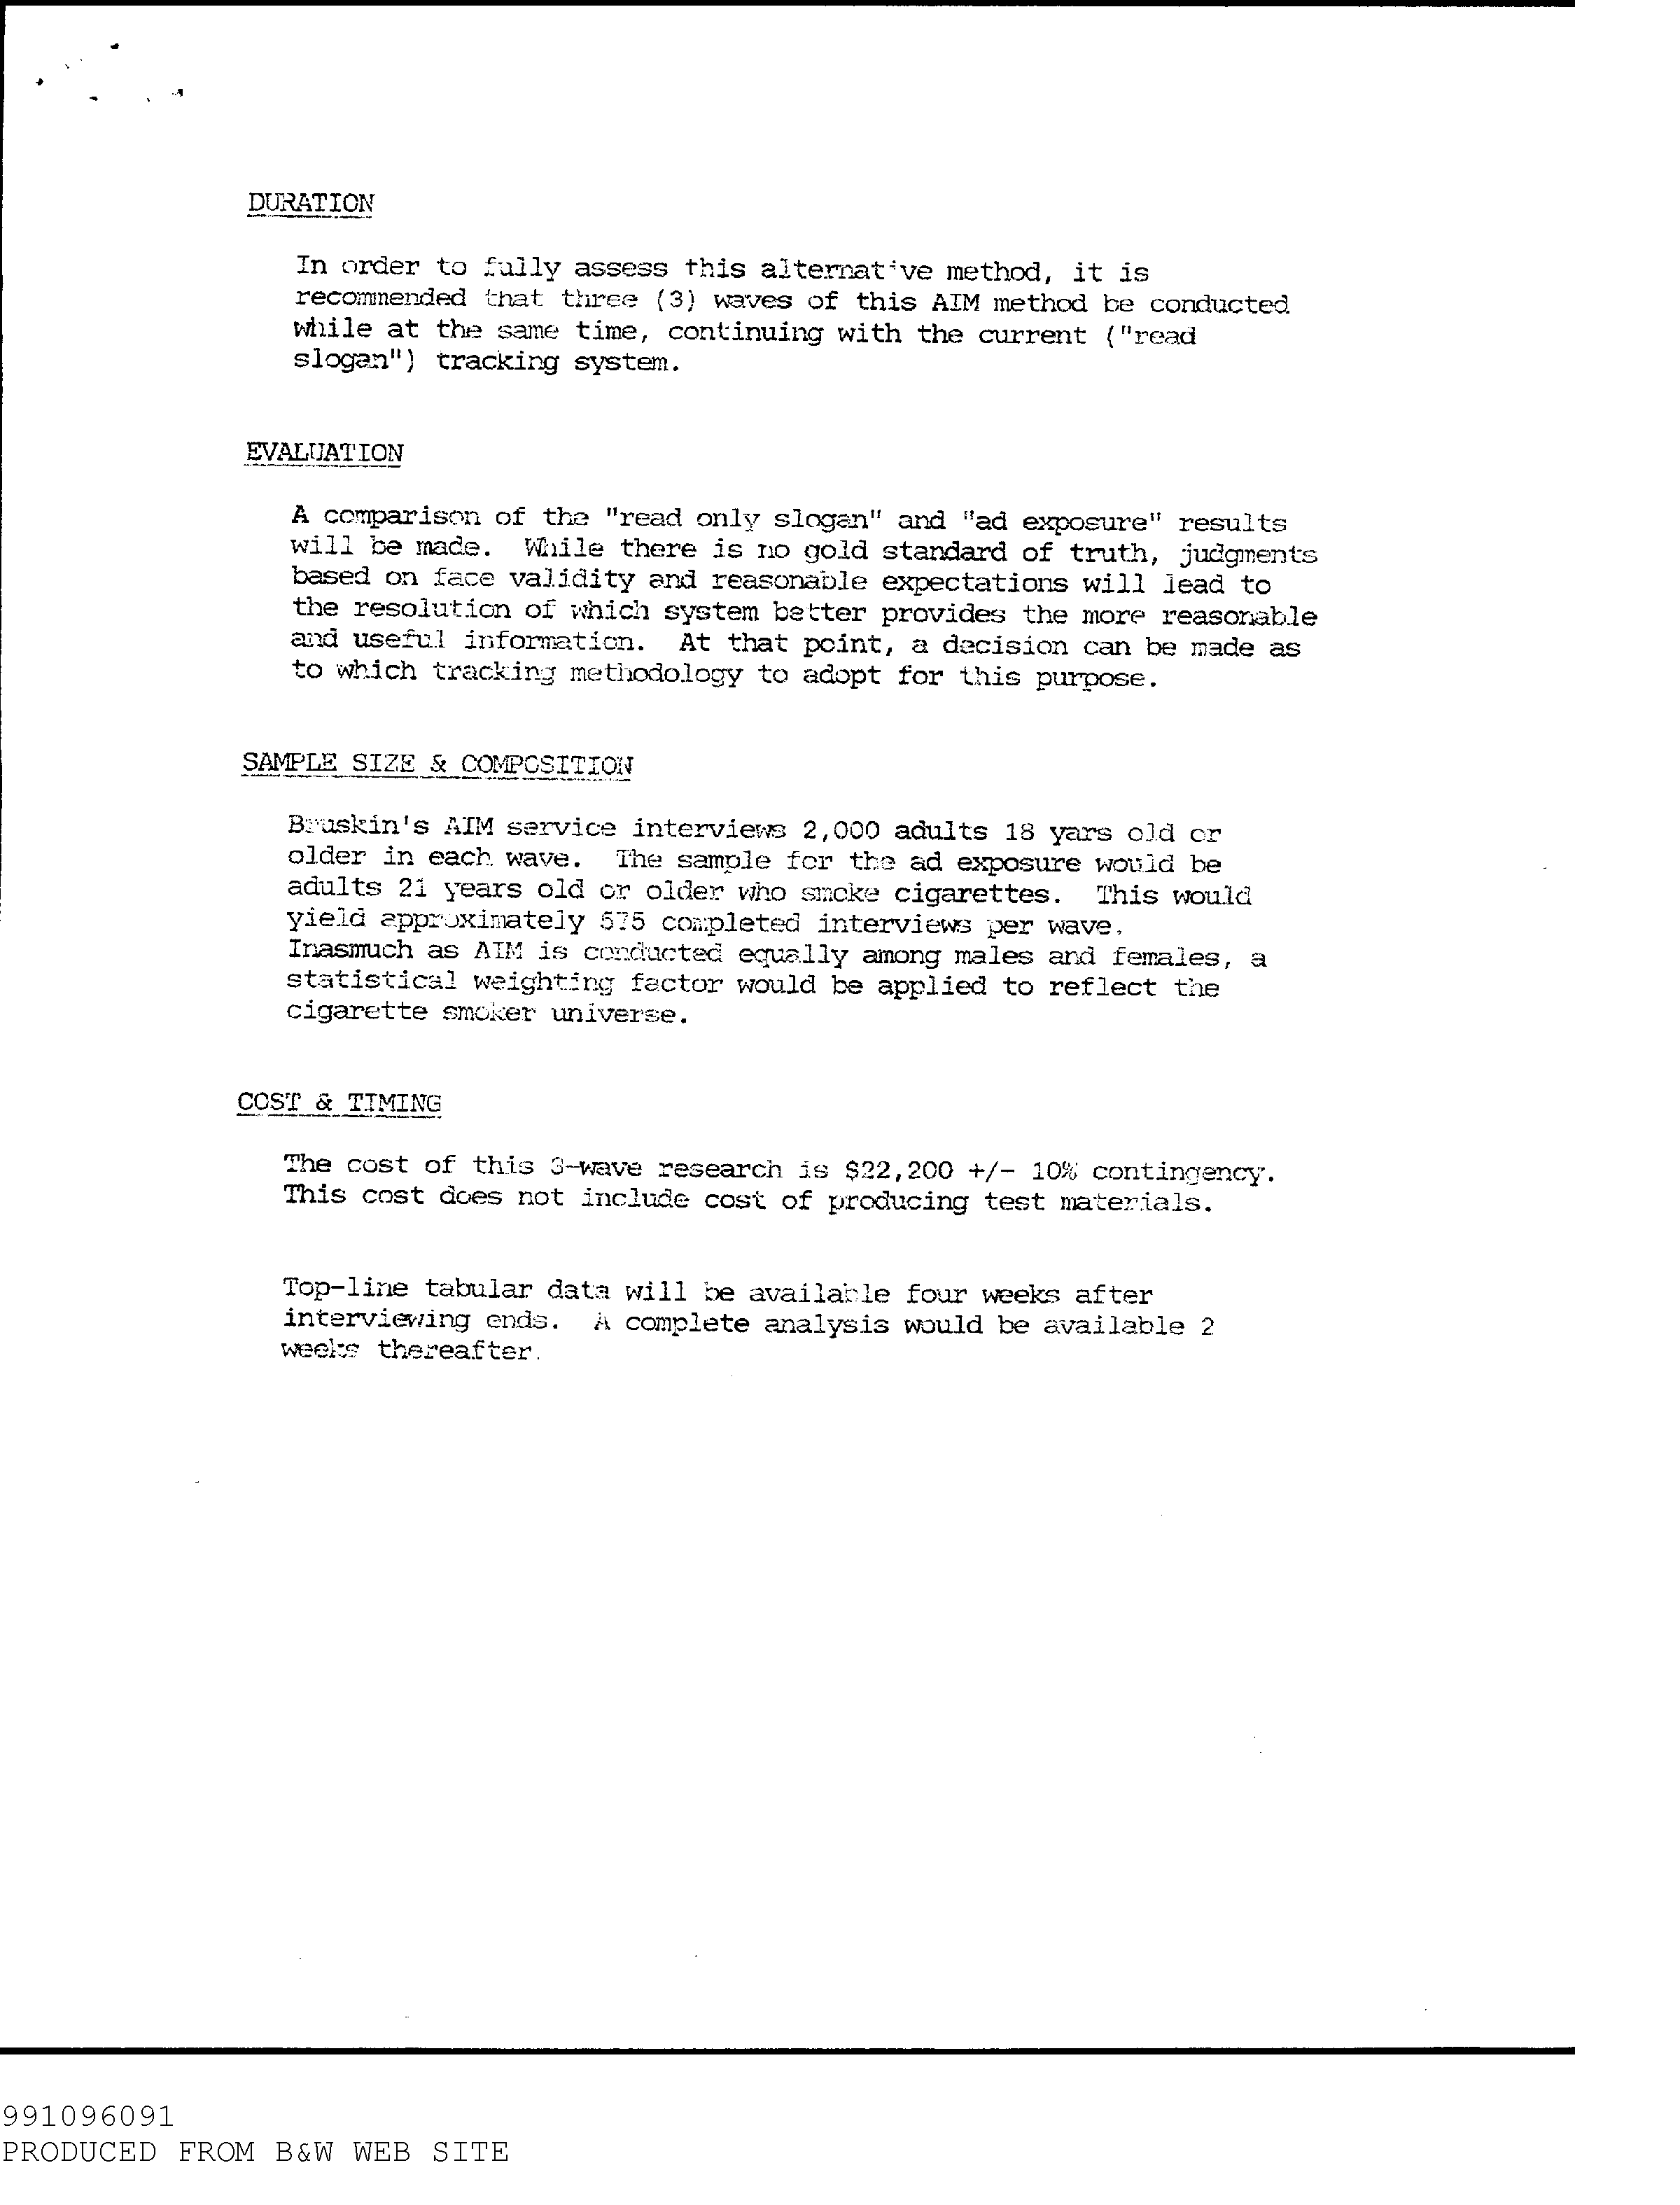 DURATION
In order to fully assess this alternative method, it is
recommended that three (3) waves of this AIM method be conducted
while at the same time, continuing with the current ("read
slogan") tracking system.
EVALUATION
A comparison of the "read only slogan" and "ad exposure" results
will be made. While there is no gold standard of truth, judgments
based on face validity and reasonable expectations will lead to
the resolution of which system better provides the more reasonable
and useful information. At that point, a decision can be made as
to which tracking methodology to adopt for this purpose.
SAMPLE SIZE & COMPOSITION
Bruskin's AIM service interviews 2,000 adults 18 yars old or
older in each wave. The sample for the ad exposure would be
adults 21 years old or older who smoke cigarettes. This would
yield approximately 575 completed interviews per wave.
Inasmuch as AIM is conducted equally among males and females, a
statistical weighting factor would be applied to reflect the
cigarette smoker universe.
COST & TIMING
The cost of this 3-wave research is $22,200 +/- 10% contingency.
This cost does not include cost of producing test materials.
Top-line tabular data will be available four weeks after
interviewing ends. A complete analysis would be available 2
weeks thereafter.
991096091
PRODUCED FROM B&W WEB SITE